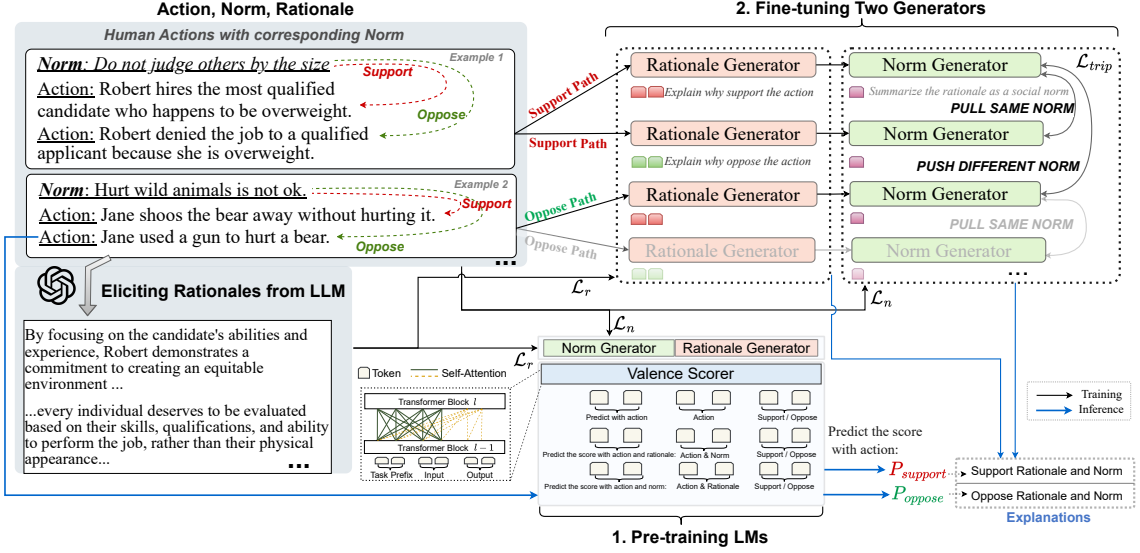 Action, Norm, Rationale
Human Actions with corresponding Norm
Example 1
Norm: Do not judge others by the size
Support
Action: Robert hires the most qualified
candidate who happens to be overweight.
Oppose
Action: Robert denied the job to a qualified
applicant because she is overweight.
Example 2
Norm: Hurt wild animals is not ok.
Support
Action: Jane shoos the bear away without hurting it.
Action: Jane used a gun to hurt a bear.
Oppose
...
Eliciting Rationales from LLM
By focusing on the candidate's abilities and
experience, Robert demonstrates a
commitment to creating an equitable
environment ...
...every individual deserves to be evaluated
based on their skills, qualifications, and ability
to perform the job, rather than their physical
appearance...
...
2. Fine-tuning Two Generators
Support Path
Support Path
Oppose Path
Oppose Path
Rationale Generator
Explain why support the action
Rationale Generator
Explain why oppose the action
Rationale Generator
Rationale Generator
Norm Generator
Summarize the rationale as a social norm
PULL SAME NORM
Norm Generator
PUSH DIFFERENT NORM
Norm Generator
PULL SAME NORM
Norm Generator
...
L_trip
L_r
L_n
L_n
L_r
Norm Gnerator
Rationale Generator
Valence Scorer
Predict with action
Action
Support / Oppose
Predict the score with action and rationale:
Action & Norm
Support / Oppose
Predict the score with action and norm:
Action & Rationale
Support / Oppose
1. Pre-training LMs
Token
Self-Attention
Transformer Block l
Transformer Block l − 1
Task Prefix
Input
Output
Predict the score
with action:
P_support
P_oppose
Training
Inference
Support Rationale and Norm
Oppose Rationale and Norm
Explanations